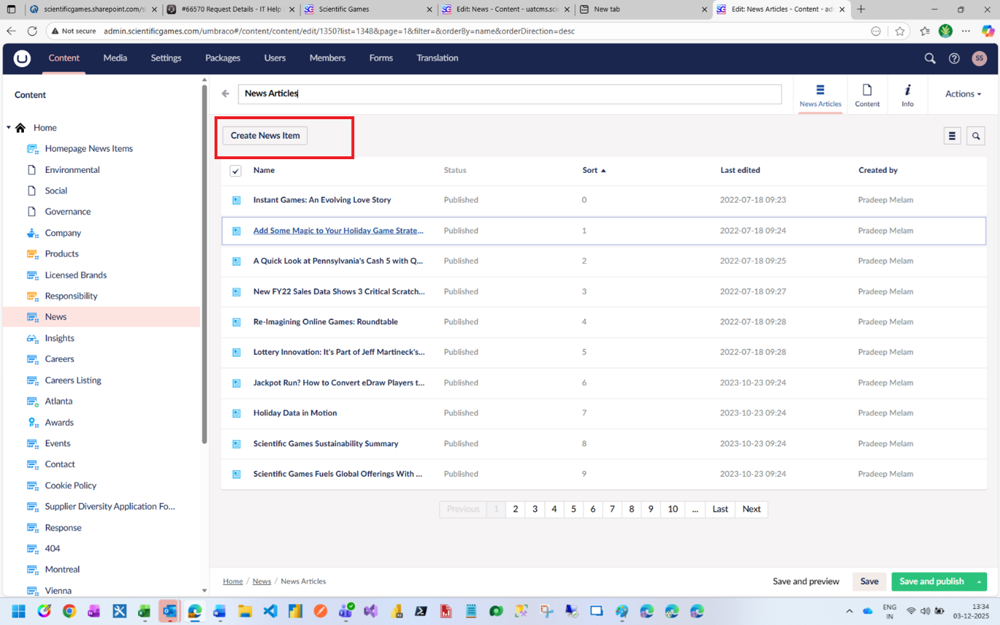 scientificgames.sharepoint.com/si
#66570 Request Details - IT Help
Scientific Games
Edit: News - Content - uatcms.scie
New tab
Edit: News Articles - Content - adm
Not secure
admin.scientificgames.com/umbraco#/content/content/edit/1350?list=1348&page=1&filter=&orderBy=name&orderDirection=desc
Content
Media
Settings
Packages
Users
Members
Forms
Translation
SS
Content
Home
Homepage News Items
Environmental
Social
Governance
Company
Products
Licensed Brands
Responsibility
News
Insights
Careers
Careers Listing
Atlanta
Awards
Events
Contact
Cookie Policy
Supplier Diversity Application Fo...
Response
404
Montreal
Vienna
News Articles
News Articles
Content
Info
Actions
Create News Item
Name Status Sort Last edited Created by
Instant Games: An Evolving Love Story Published 0 2022-07-18 09:23 Pradeep Melam
Add Some Magic to Your Holiday Game Strate... Published 1 2022-07-18 09:24 Pradeep Melam
A Quick Look at Pennsylvania's Cash 5 with Q... Published 2 2022-07-18 09:25 Pradeep Melam
New FY22 Sales Data Shows 3 Critical Scratch... Published 3 2022-07-18 09:27 Pradeep Melam
Re-Imagining Online Games: Roundtable Published 4 2022-07-18 09:28 Pradeep Melam
Lottery Innovation: It's Part of Jeff Martineck's... Published 5 2022-07-18 09:28 Pradeep Melam
Jackpot Run? How to Convert eDraw Players t... Published 6 2023-10-23 09:24 Pradeep Melam
Holiday Data in Motion Published 7 2023-10-23 09:24 Pradeep Melam
Scientific Games Sustainability Summary Published 8 2023-10-23 09:24 Pradeep Melam
Scientific Games Fuels Global Offerings With ... Published 9 2023-10-23 09:24 Pradeep Melam
Previous 1 2 3 4 5 6 7 8 9 10 ... Last Next
Home / News / News Articles
Save and preview
Save
Save and publish
ENG
IN
13:34
03-12-2025